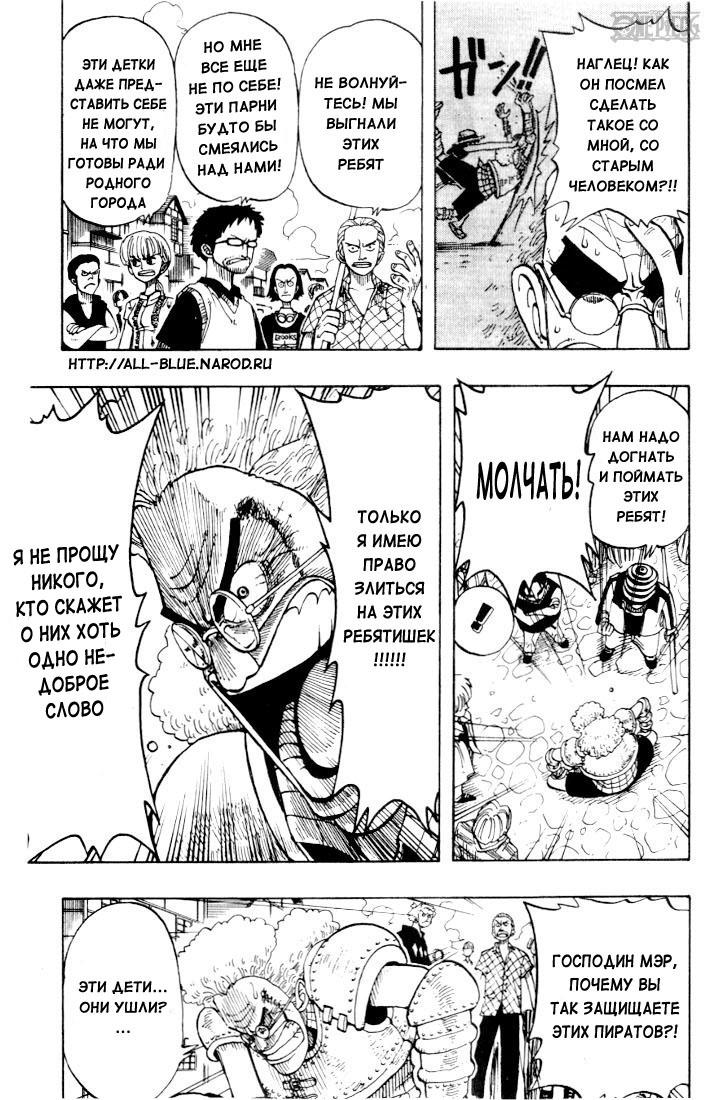 НАГЛЕЦ! КАК
ОН ПОСМЕЛ
СДЕЛАТЬ
ТАКОЕ СО
МНОЙ, СО
СТАРЫМ
ЧЕЛОВЕКОМ?!!
ガン!!
НЕ ВОЛНУЙ-
ТЕСЬ! МЫ
ВЫГНАЛИ
ЭТИХ
РЕБЯТ
НО МНЕ
ВСЕ ЕЩЕ
НЕ ПО СЕБЕ!
ЭТИ ПАРНИ
БУДТО БЫ
СМЕЯЛИСЬ
НАД НАМИ!
ЭТИ ДЕТКИ
ДАЖЕ ПРЕД-
СТАВИТЬ СЕБЕ
НЕ МОГУТ,
НА ЧТО МЫ
ГОТОВЫ РАДИ
РОДНОГО
ГОРОДА
HTTP://ALL-BLUE.NAROD.RU
НАМ НАДО
ДОГНАТЬ
И ПОЙМАТЬ
ЭТИХ
РЕБЯТ!
МОЛЧАТЬ!
!!
ТОЛЬКО
Я ИМЕЮ
ПРАВО
ЗЛИТЬСЯ
НА ЭТИХ
РЕБЯТИШЕК
!!!!!!
Я НЕ ПРОЩУ
НИКОГО,
КТО СКАЖЕТ
О НИХ ХОТЬ
ОДНО НЕ-
ДОБРОЕ
СЛОВО
ГОСПОДИН МЭР,
ПОЧЕМУ ВЫ
ТАК ЗАЩИЩАЕТЕ
ЭТИХ ПИРАТОВ?!
ЭТИ ДЕТИ...
ОНИ УШЛИ?
...